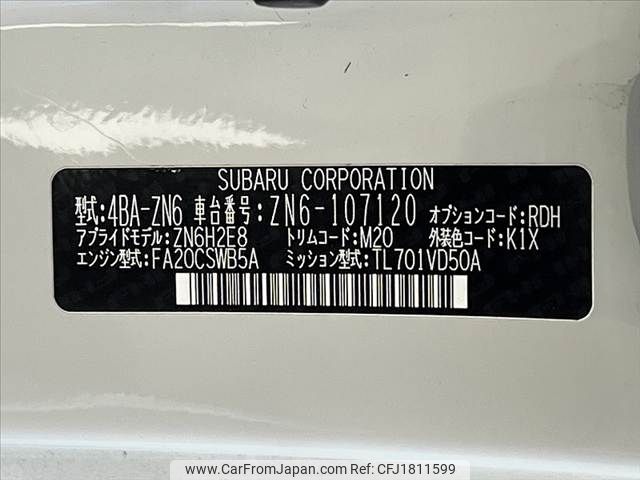 SUBARU CORPORATION
型式:4BA-ZN6 車台番号:ZN6-107120 オプションコード:RDH
アプライドモデル:ZN6H2E8 トリムコード:M20 外装色コード:K1X
エンジン型式:FA20CSWB5A ミッション型式:TL701VD50A
www.CarFromJapan.com - Ref No CFJ1811599